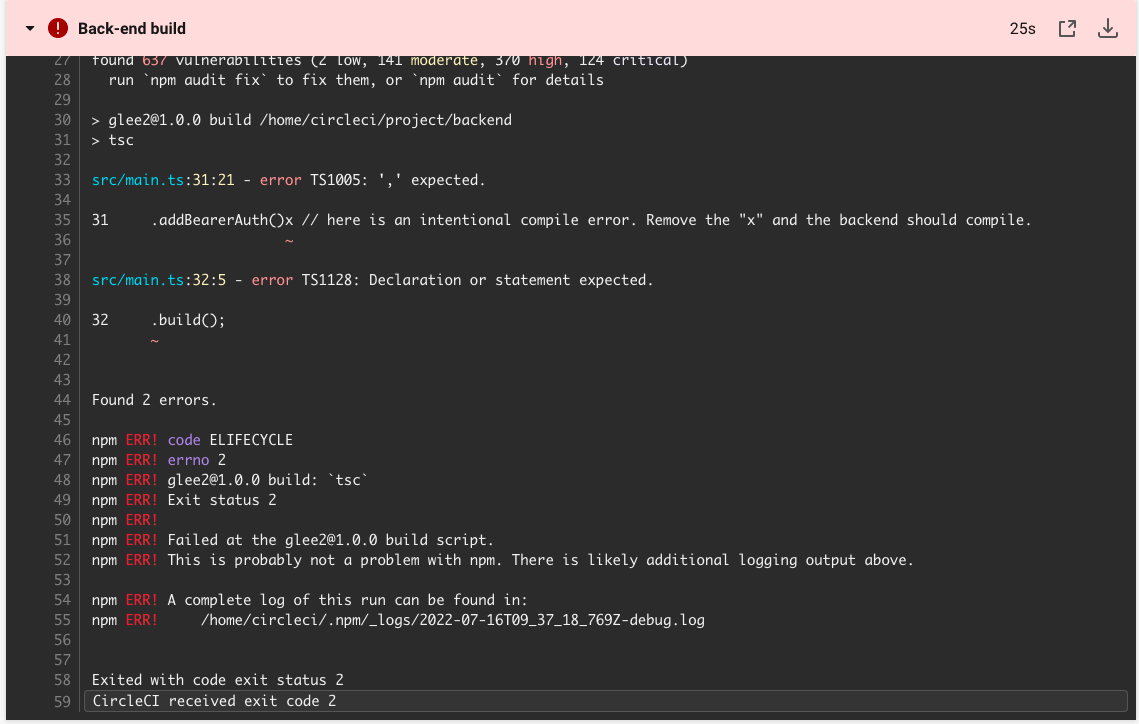 Back-end build
25s
27 found 637 vulnerabilities (2 low, 141 moderate, 370 high, 124 critical)
28   run `npm audit fix` to fix them, or `npm audit` for details
29
30 > glee2@1.0.0 build /home/circleci/project/backend
31 > tsc
32
33 src/main.ts:31:21 - error TS1005: ',' expected.
34
35 31     .addBearerAuth()x // here is an intentional compile error. Remove the "x" and the backend should compile.
36                        ~
37
38 src/main.ts:32:5 - error TS1128: Declaration or statement expected.
39
40 32     .build();
41        ~
42
43
44 Found 2 errors.
45
46 npm ERR! code ELIFECYCLE
47 npm ERR! errno 2
48 npm ERR! glee2@1.0.0 build: `tsc`
49 npm ERR! Exit status 2
50 npm ERR!
51 npm ERR! Failed at the glee2@1.0.0 build script.
52 npm ERR! This is probably not a problem with npm. There is likely additional logging output above.
53
54 npm ERR! A complete log of this run can be found in:
55 npm ERR!     /home/circleci/.npm/_logs/2022-07-16T09_37_18_769Z-debug.log
56
57
58 Exited with code exit status 2
59 CircleCI received exit code 2